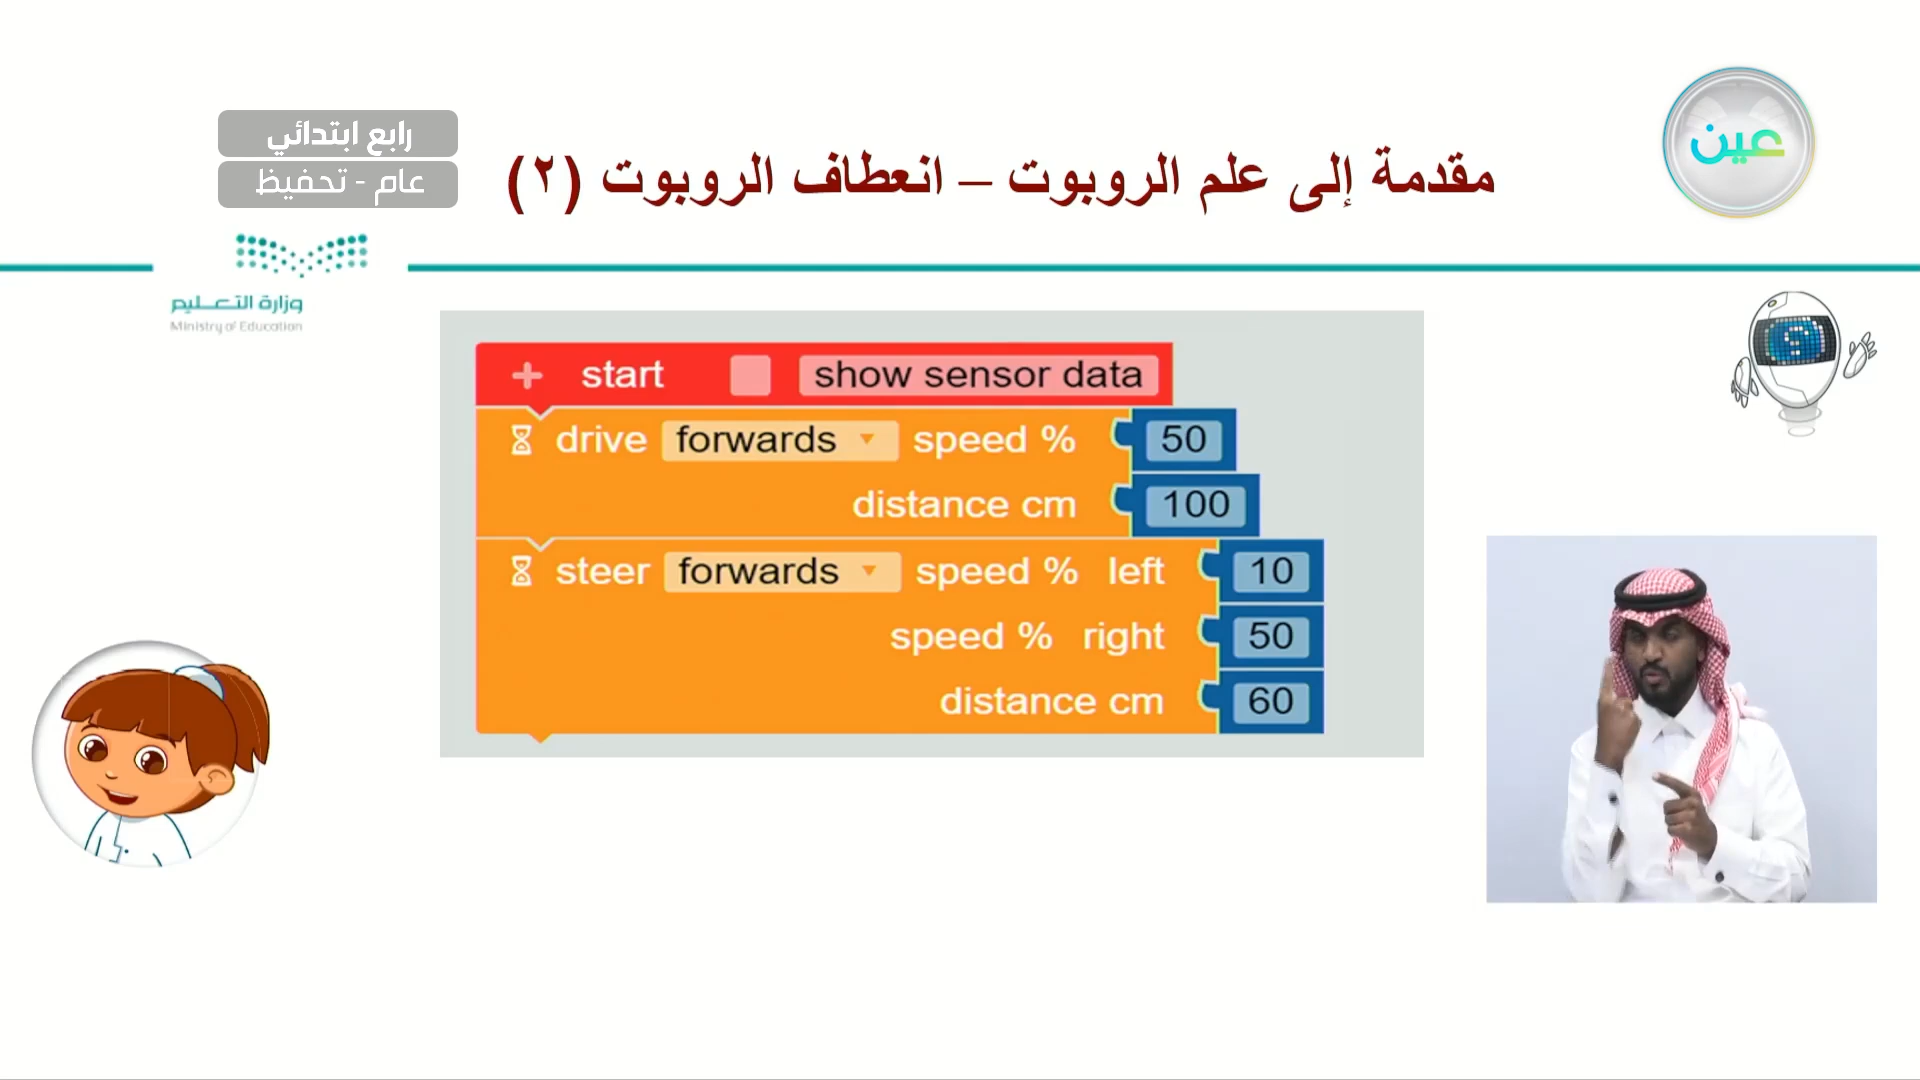 عين
رابع ابتدائي
عام - تحفيظ
مقدمة إلى علم الروبوت – انعطاف الروبوت (٢)
وزارة التعليم
Ministry of Education
+ start show sensor data
drive forwards speed % 50
distance cm 100
steer forwards speed % left 10
speed % right 50
distance cm 60